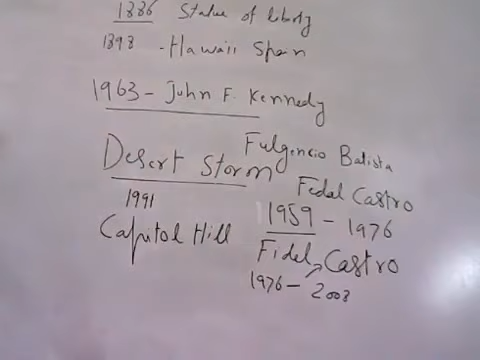 1886 Statue of liberty
1898 - Hawaii Spain
1963 - John F. Kennedy
Desert Storm
1991
Capitol Hill
Fulgencio Batista
Fedal Castro
1959 - 1976
Fidel Castro
1976 - 2008